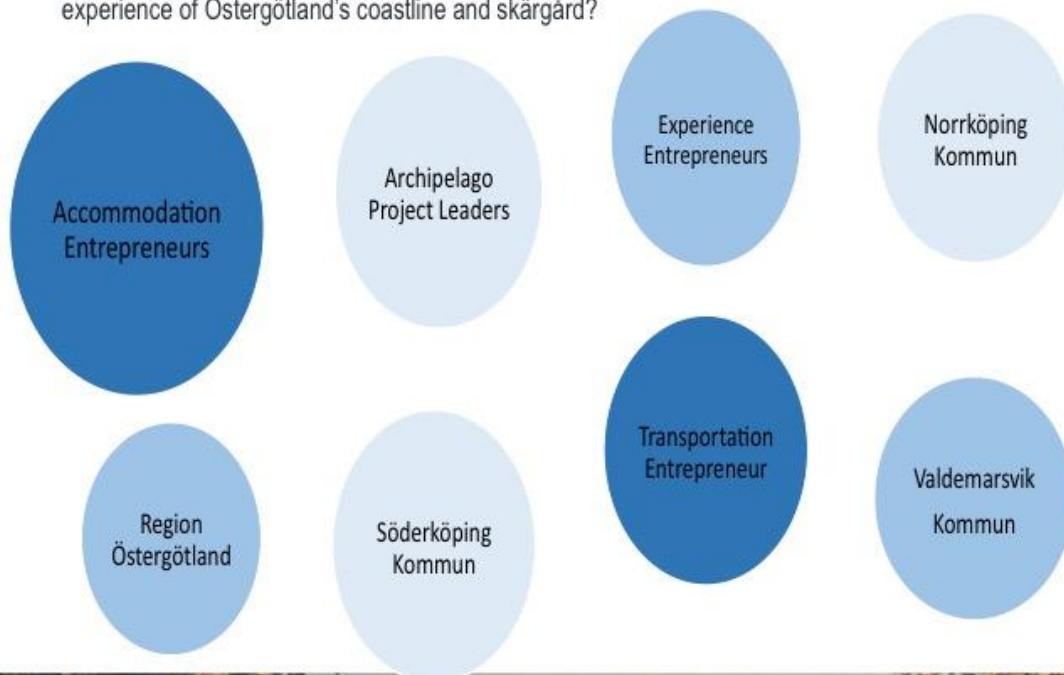 experience of Östergötland's coastline and skärgård?
Accommodation
Entrepreneurs
Archipelago
Project Leaders
Experience
Entrepreneurs
Norrköping
Kommun
Region
Östergötland
Söderköping
Kommun
Transportation
Entrepreneur
Valdemarsvik
Kommun